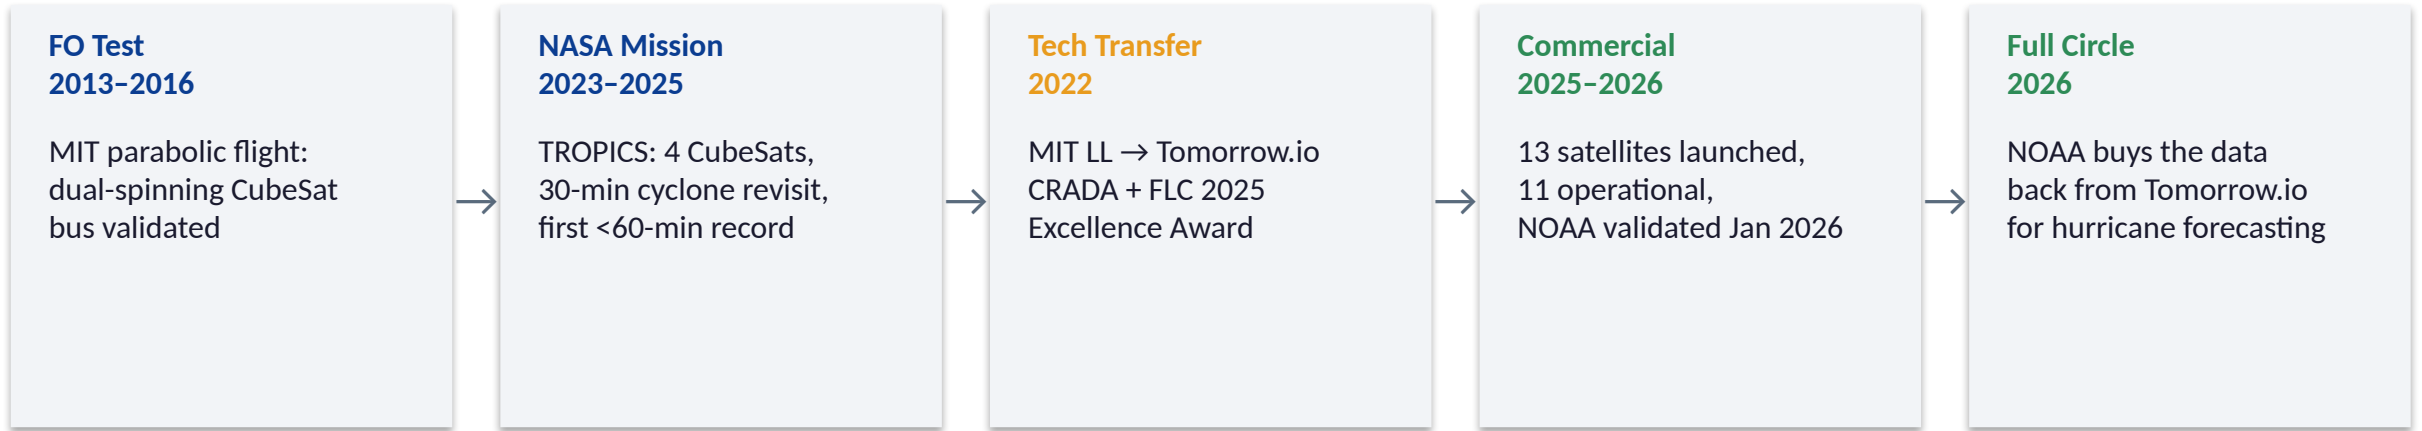 FO Test
2013–2016
MIT parabolic flight:
dual-spinning CubeSat
bus validated
→
NASA Mission
2023–2025
TROPICS: 4 CubeSats,
30-min cyclone revisit,
first <60-min record
→
Tech Transfer
2022
MIT LL → Tomorrow.io
CRADA + FLC 2025
Excellence Award
→
Commercial
2025–2026
13 satellites launched,
11 operational,
NOAA validated Jan 2026
→
Full Circle
2026
NOAA buys the data
back from Tomorrow.io
for hurricane forecasting